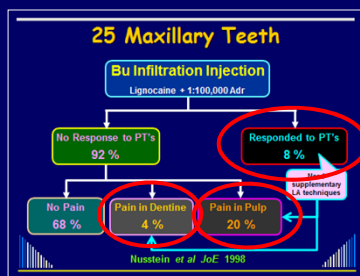 25 Maxillary Teeth
Bu Infiltration Injection
Lignocaine + 1:100,000 Adr
No Response to PT's
92 %
Responded to PT's
8 %
Need
supplementary
LA techniques
No Pain
68 %
Pain in Dentine
4 %
Pain in Pulp
20 %
Nusstein et al JoE 1998